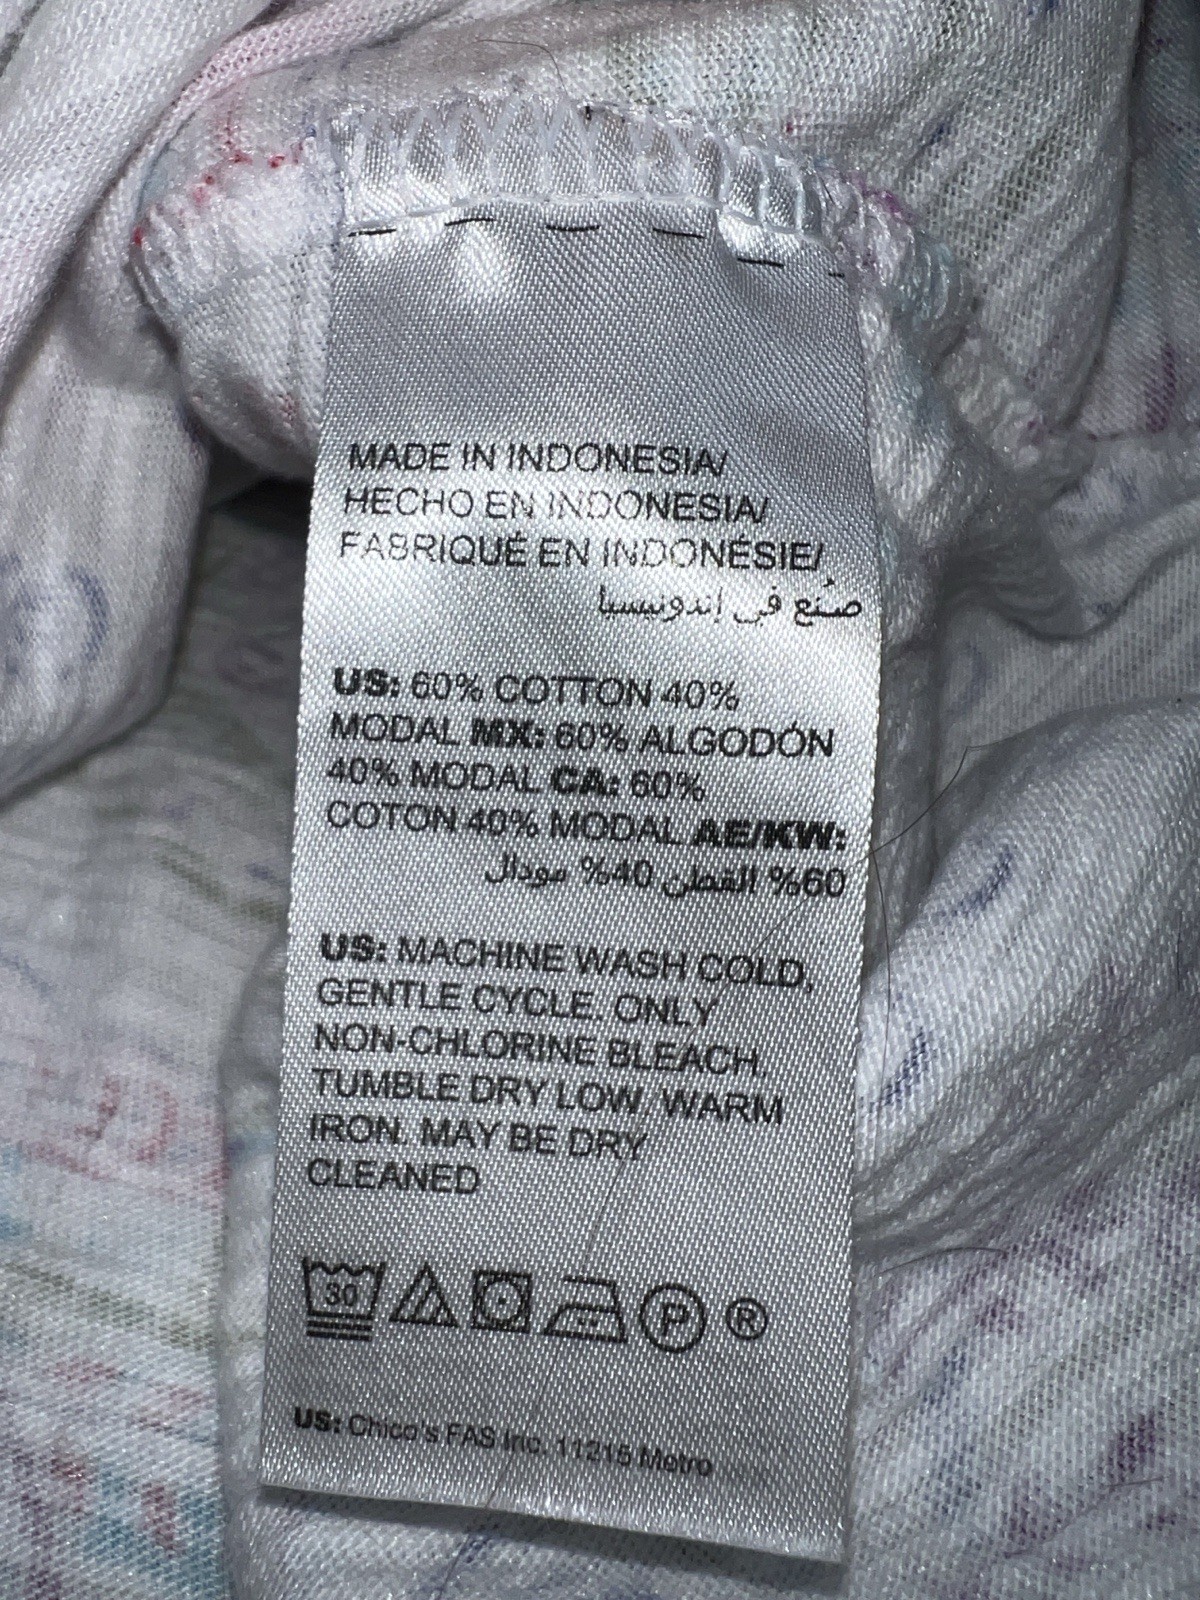 MADE IN INDONESIA/
HECHO EN INDONESIA/
FABRIQUÉ EN INDONÉSIE/
صُنع في إندونيسيا
US: 60% COTTON 40%
MODAL MX: 60% ALGODÓN
40% MODAL CA: 60%
COTON 40% MODAL AE/KW:
60% القطن 40% مودال
US: MACHINE WASH COLD,
GENTLE CYCLE. ONLY
NON-CHLORINE BLEACH.
TUMBLE DRY LOW. WARM
IRON. MAY BE DRY
CLEANED
30 P ®
US: Chico's FAS Inc. 11215 Metro